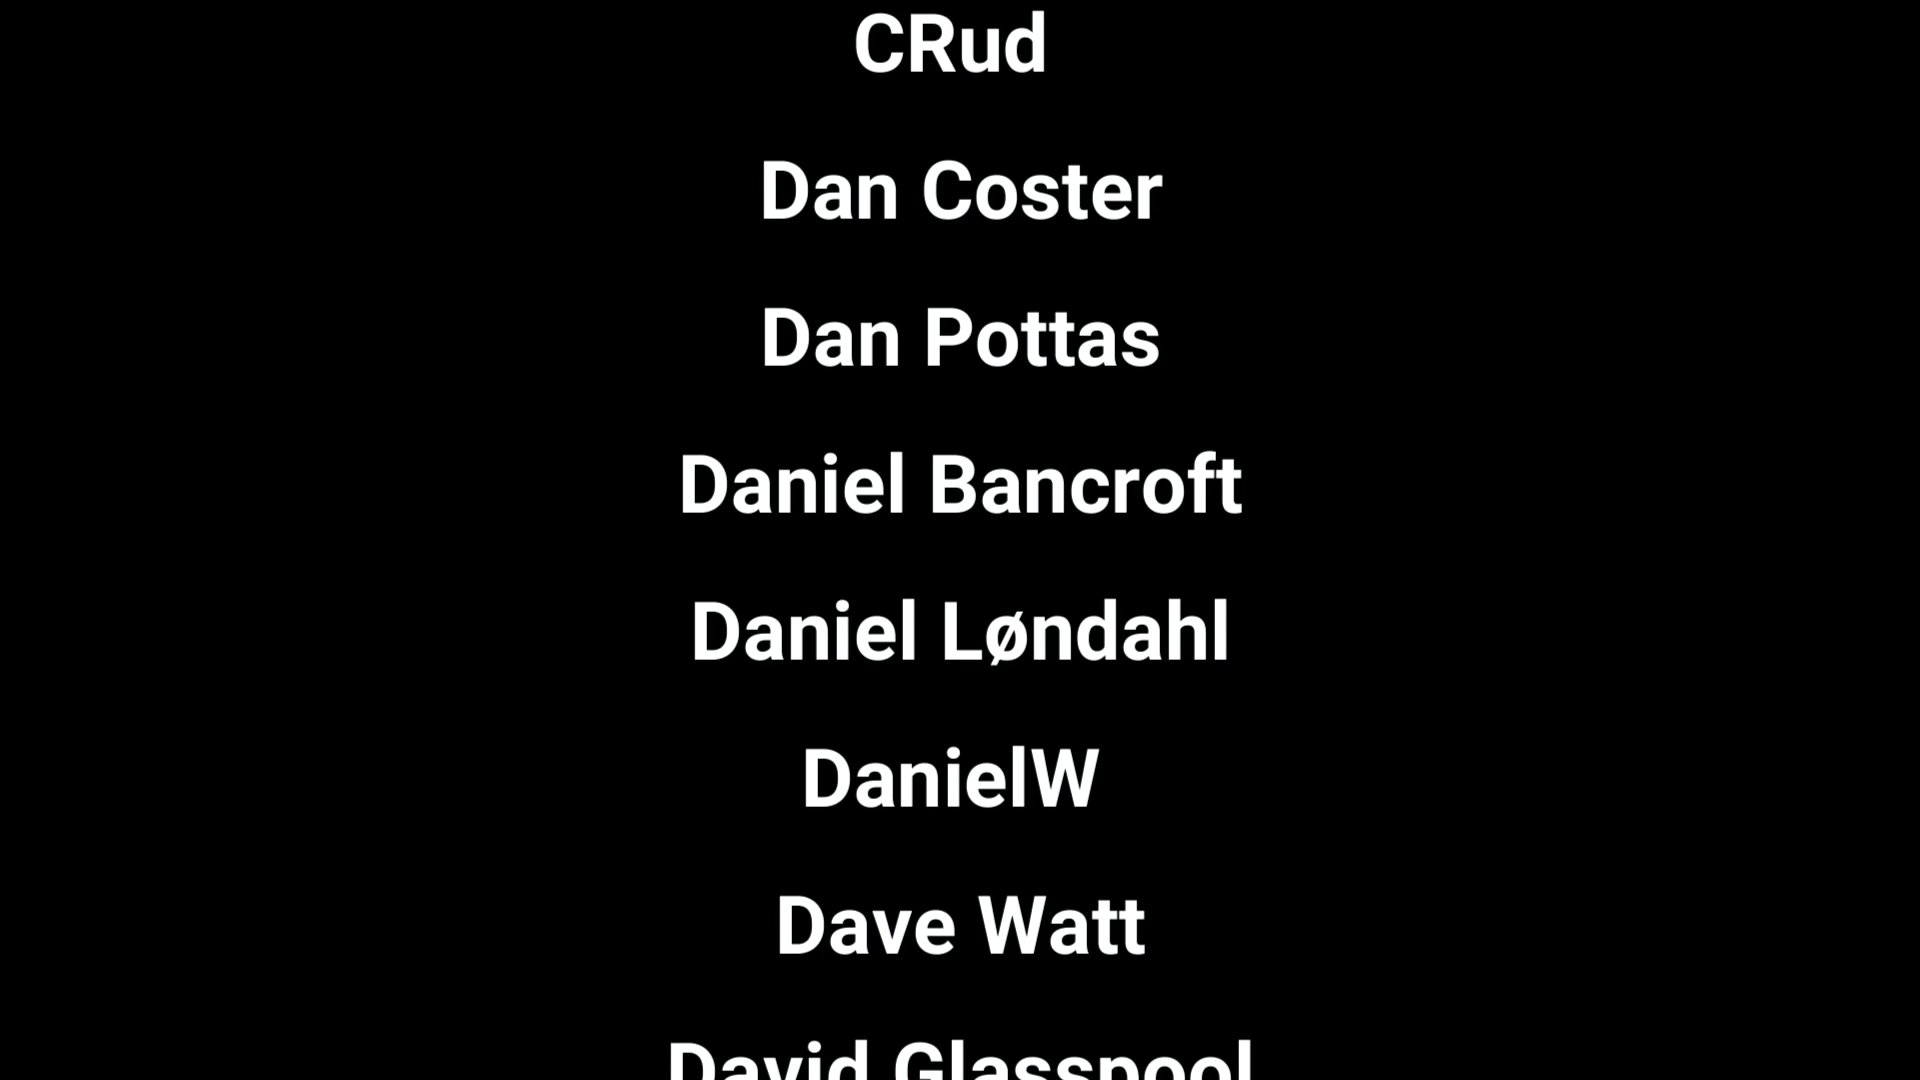 CRud
Dan Coster
Dan Pottas
Daniel Bancroft
Daniel Løndahl
DanielW
Dave Watt
David Glasspool